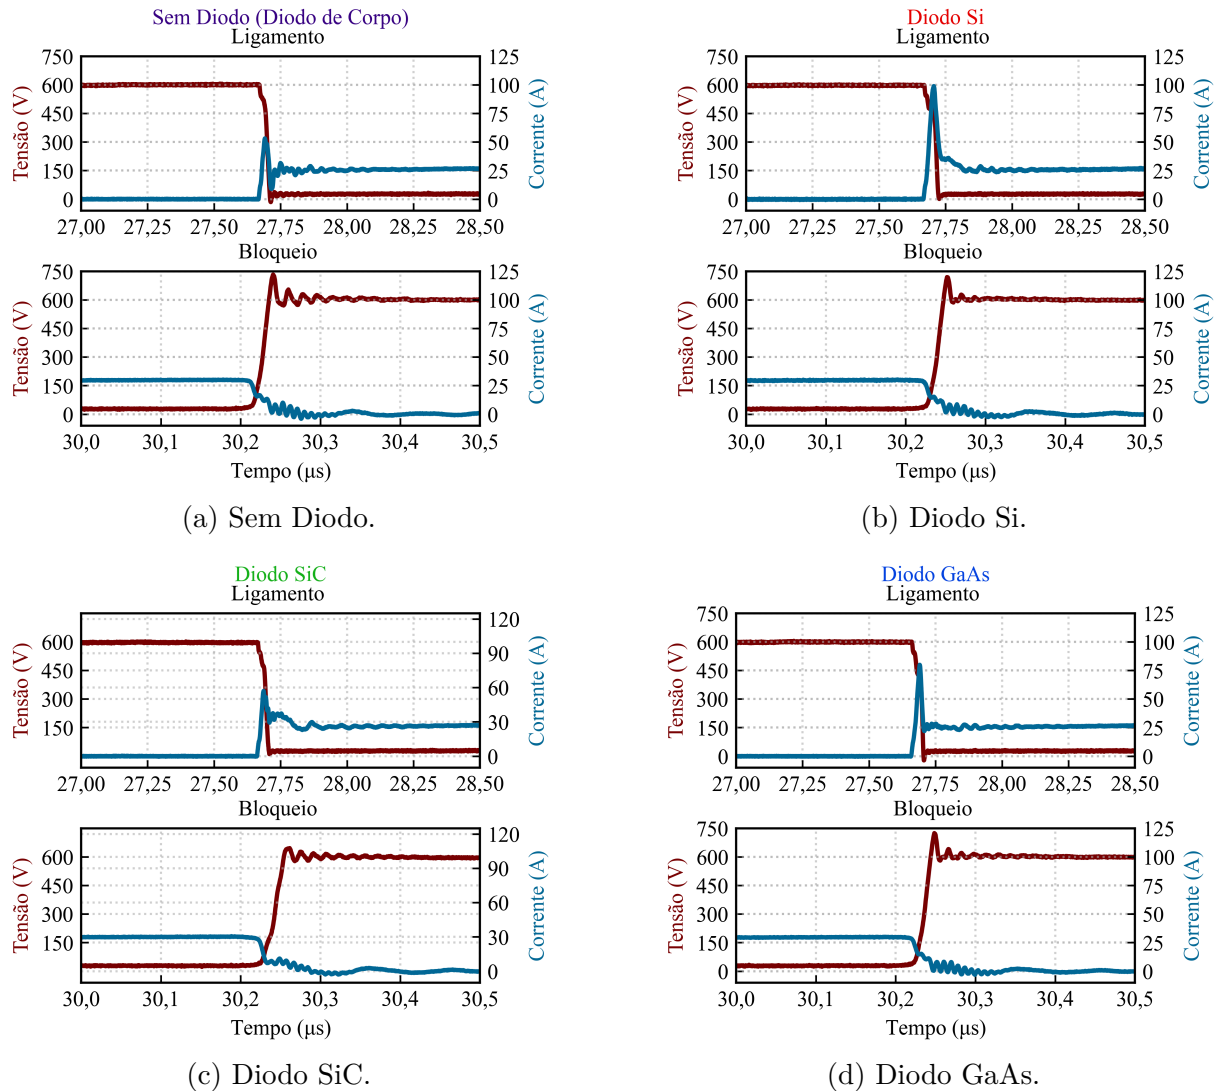 Sem Diodo (Diodo de Corpo)
Ligamento
750
600
450
300
150
0
Tensão (V)
125
100
75
50
25
0
Corrente (A)
27,00 27,25 27,50 27,75 28,00 28,25 28,50
Bloqueio
750
600
450
300
150
0
Tensão (V)
125
100
75
50
25
0
Corrente (A)
30,0 30,1 30,2 30,3 30,4 30,5
Tempo (μs)
(a) Sem Diodo.
Diodo Si
Ligamento
750
600
450
300
150
0
Tensão (V)
125
100
75
50
25
0
Corrente (A)
27,00 27,25 27,50 27,75 28,00 28,25 28,50
Bloqueio
750
600
450
300
150
0
Tensão (V)
125
100
75
50
25
0
Corrente (A)
30,0 30,1 30,2 30,3 30,4 30,5
Tempo (μs)
(b) Diodo Si.
Diodo SiC
Ligamento
600
450
300
150
0
Tensão (V)
120
90
60
30
0
Corrente (A)
27,00 27,25 27,50 27,75 28,00 28,25 28,50
Bloqueio
600
450
300
150
0
Tensão (V)
120
90
60
30
0
Corrente (A)
30,0 30,1 30,2 30,3 30,4 30,5
Tempo (μs)
(c) Diodo SiC.
Diodo GaAs
Ligamento
750
600
450
300
150
0
Tensão (V)
125
100
75
50
25
0
Corrente (A)
27,00 27,25 27,50 27,75 28,00 28,25 28,50
Bloqueio
750
600
450
300
150
0
Tensão (V)
125
100
75
50
25
0
Corrente (A)
30,0 30,1 30,2 30,3 30,4 30,5
Tempo (μs)
(d) Diodo GaAs.